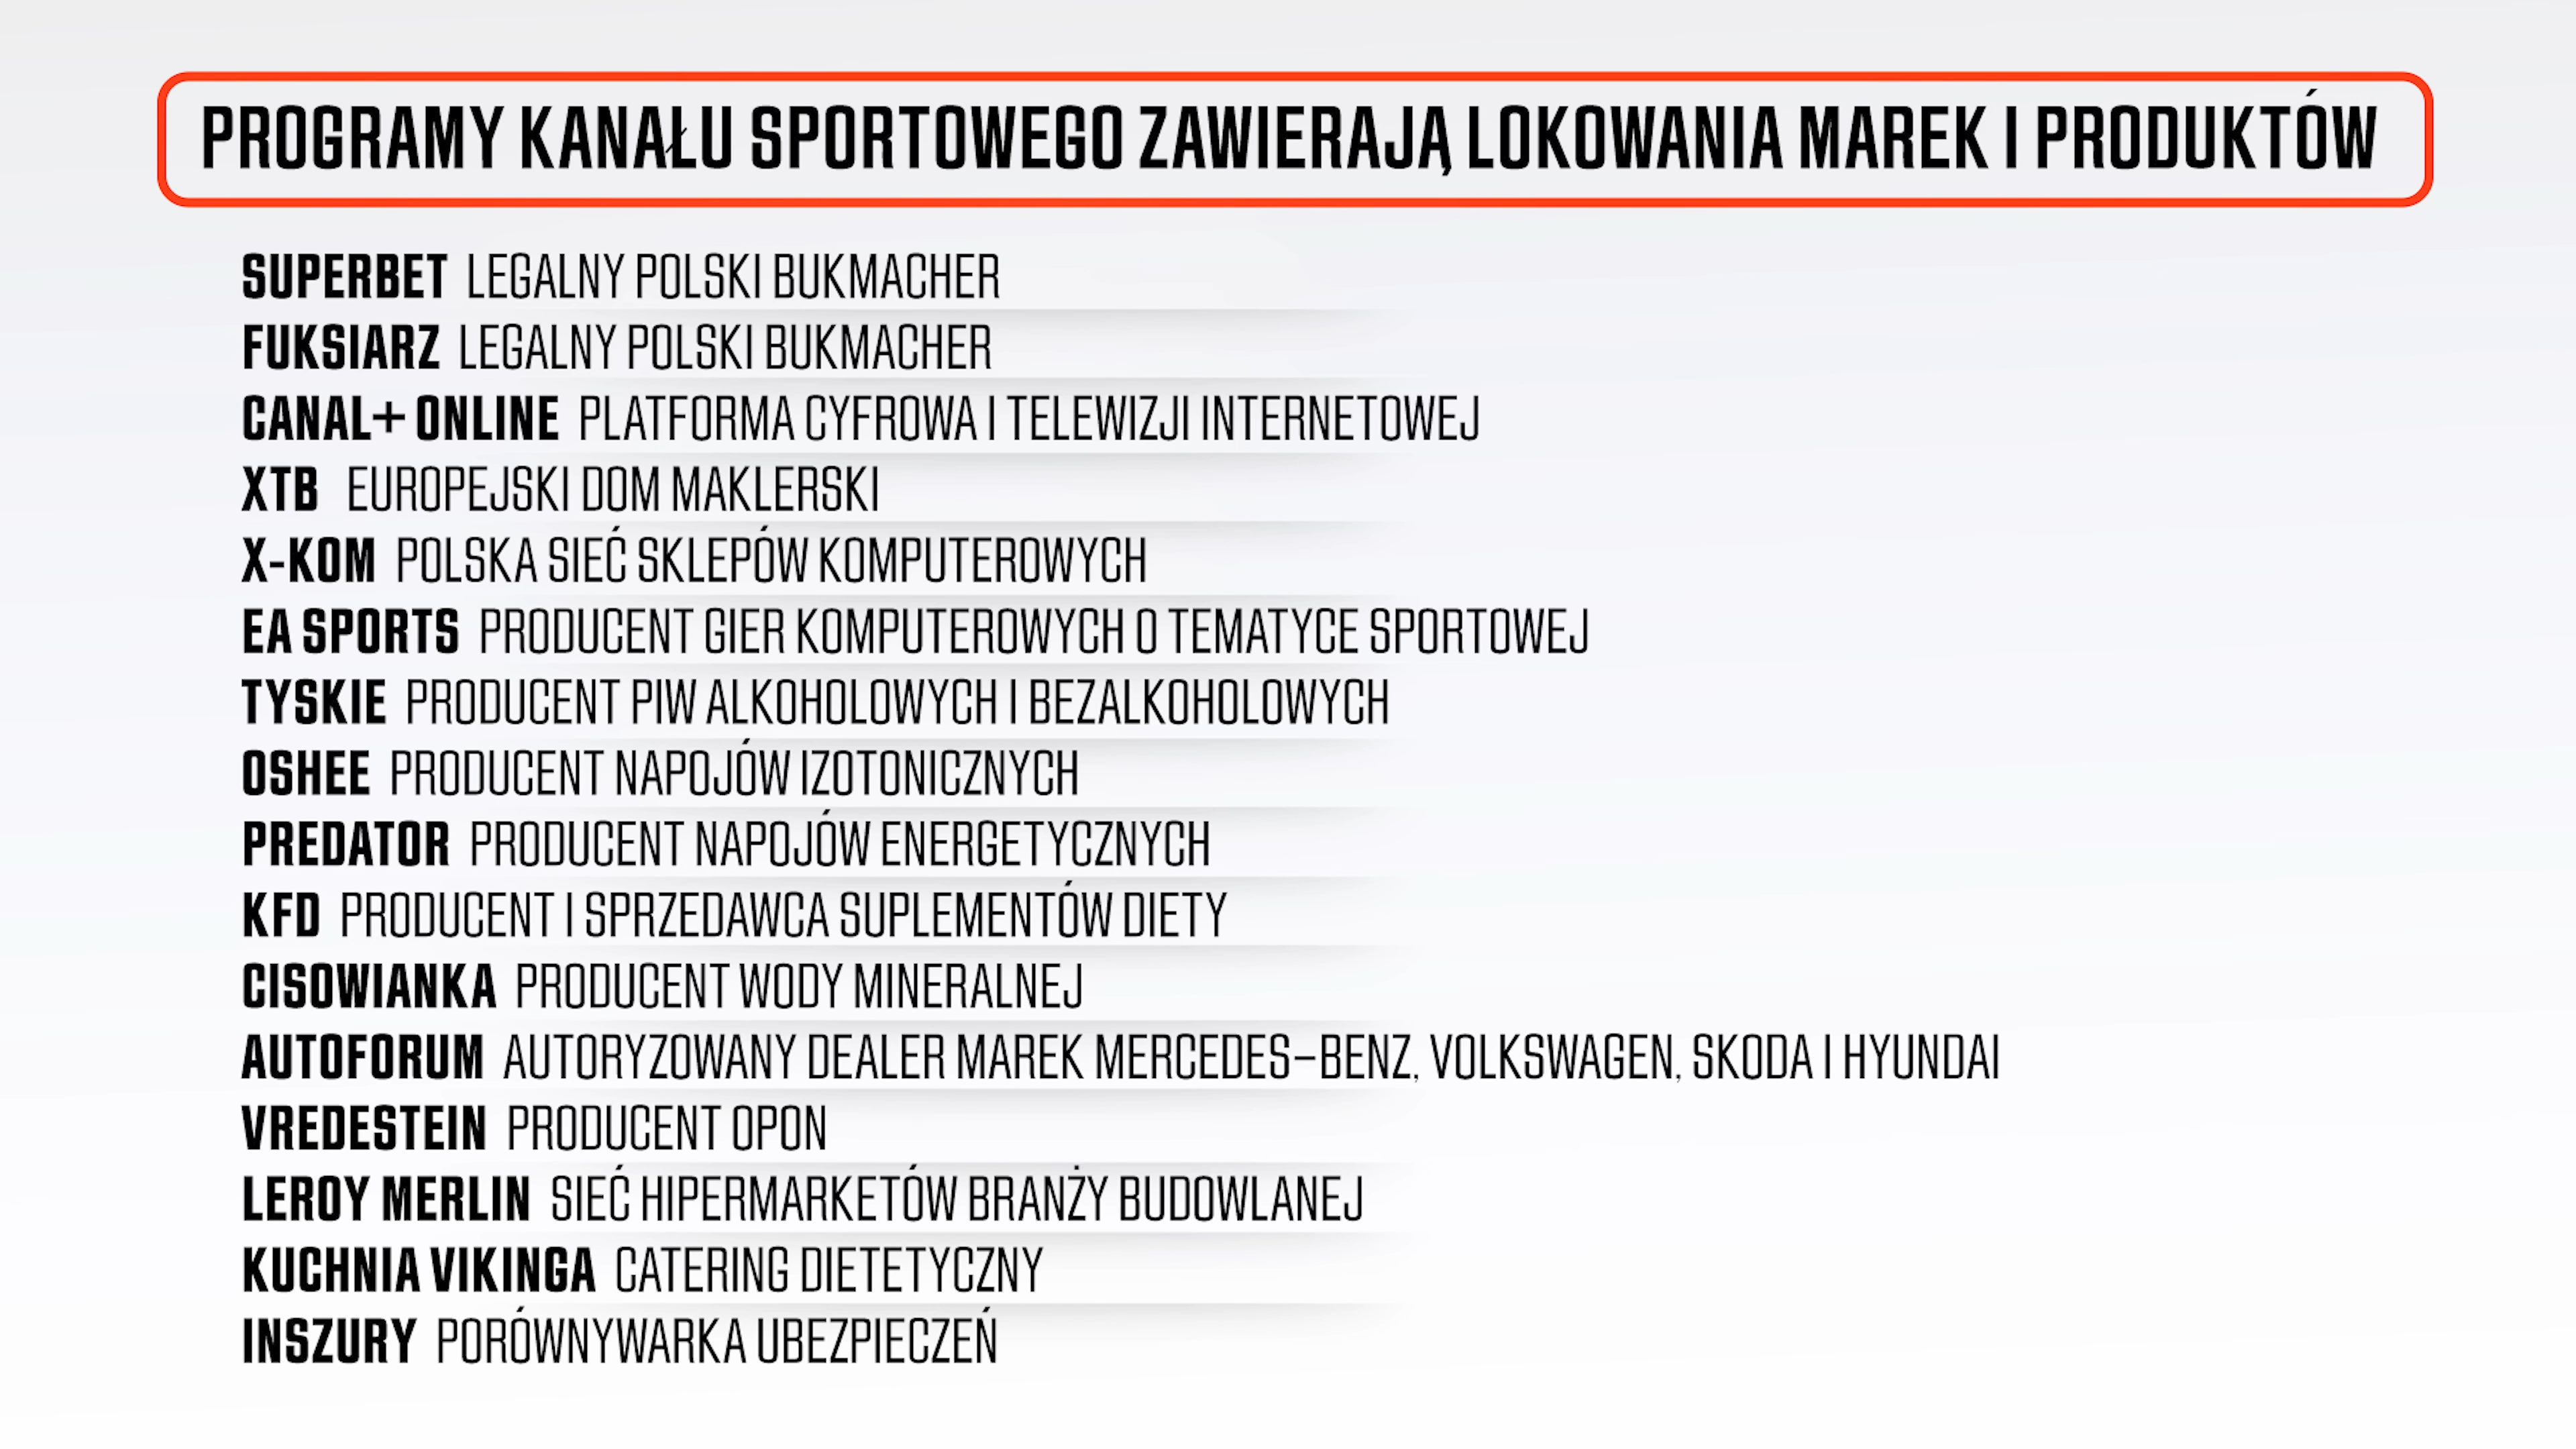 PROGRAMY KANAŁU SPORTOWEGO ZAWIERAJĄ LOKOWANIA MAREK I PRODUKTÓW
SUPERBET LEGALNY POLSKI BUKMACHER
FUKSIARZ LEGALNY POLSKI BUKMACHER
CANAL+ ONLINE PLATFORMA CYFROWA I TELEWIZJI INTERNETOWEJ
XTB EUROPEJSKI DOM MAKLERSKI
X-KOM POLSKA SIEĆ SKLEPÓW KOMPUTEROWYCH
EA SPORTS PRODUCENT GIER KOMPUTEROWYCH O TEMATYCE SPORTOWEJ
TYSKIE PRODUCENT PIW ALKOHOLOWYCH I BEZALKOHOLOWYCH
OSHEE PRODUCENT NAPOJÓW IZOTONICZNYCH
PREDATOR PRODUCENT NAPOJÓW ENERGETYCZNYCH
KFD PRODUCENT I SPRZEDAWCA SUPLEMENTÓW DIETY
CISOWIANKA PRODUCENT WODY MINERALNEJ
AUTOFORUM AUTORYZOWANY DEALER MAREK MERCEDES–BENZ, VOLKSWAGEN, SKODA I HYUNDAI
VREDESTEIN PRODUCENT OPON
LEROY MERLIN SIEĆ HIPERMARKETÓW BRANŻY BUDOWLANEJ
KUCHNIA VIKINGA CATERING DIETETYCZNY
INSZURY PORÓWNYWARKA UBEZPIECZEŃ